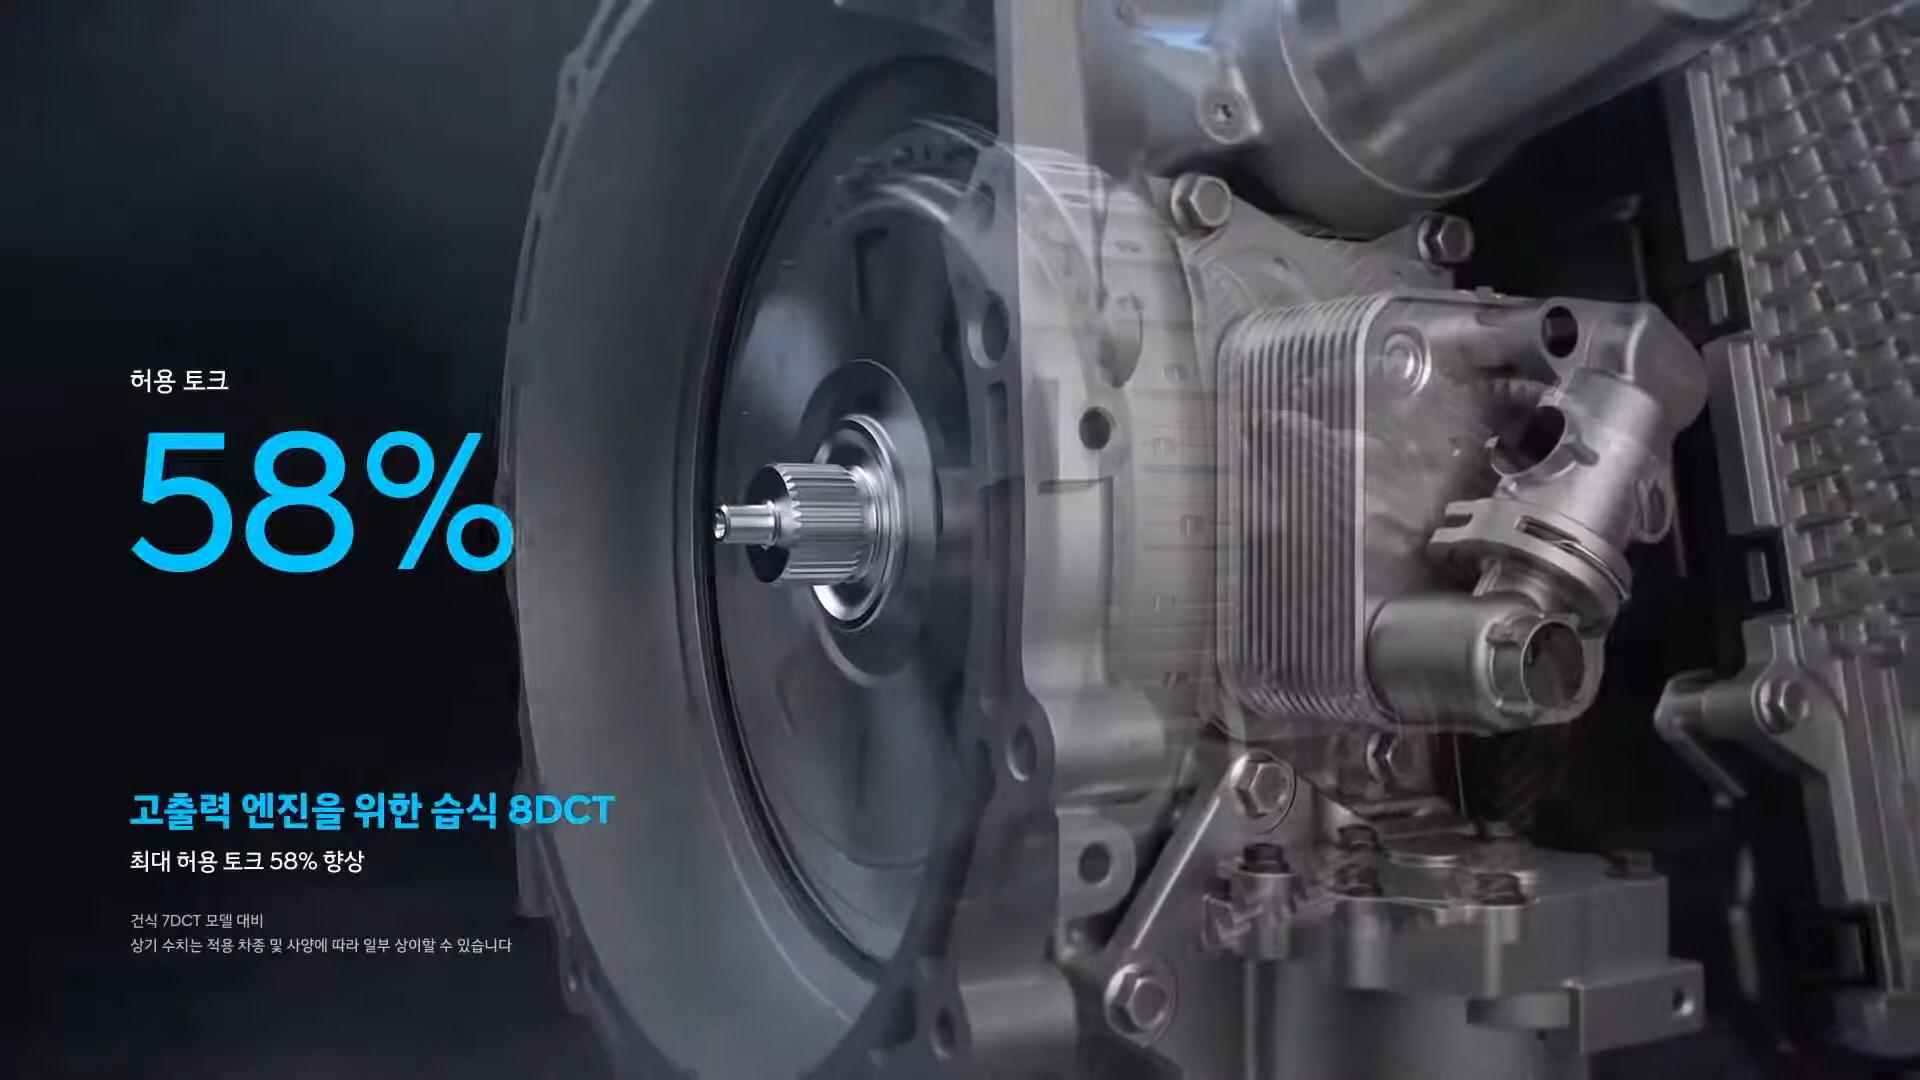 허용 토크
58%
고출력 엔진을 위한 습식 8DCT
최대 허용 토크 58% 향상
건식 7DCT 모델 대비
상기 수치는 적용 차종 및 사양에 따라 일부 상이할 수 있습니다